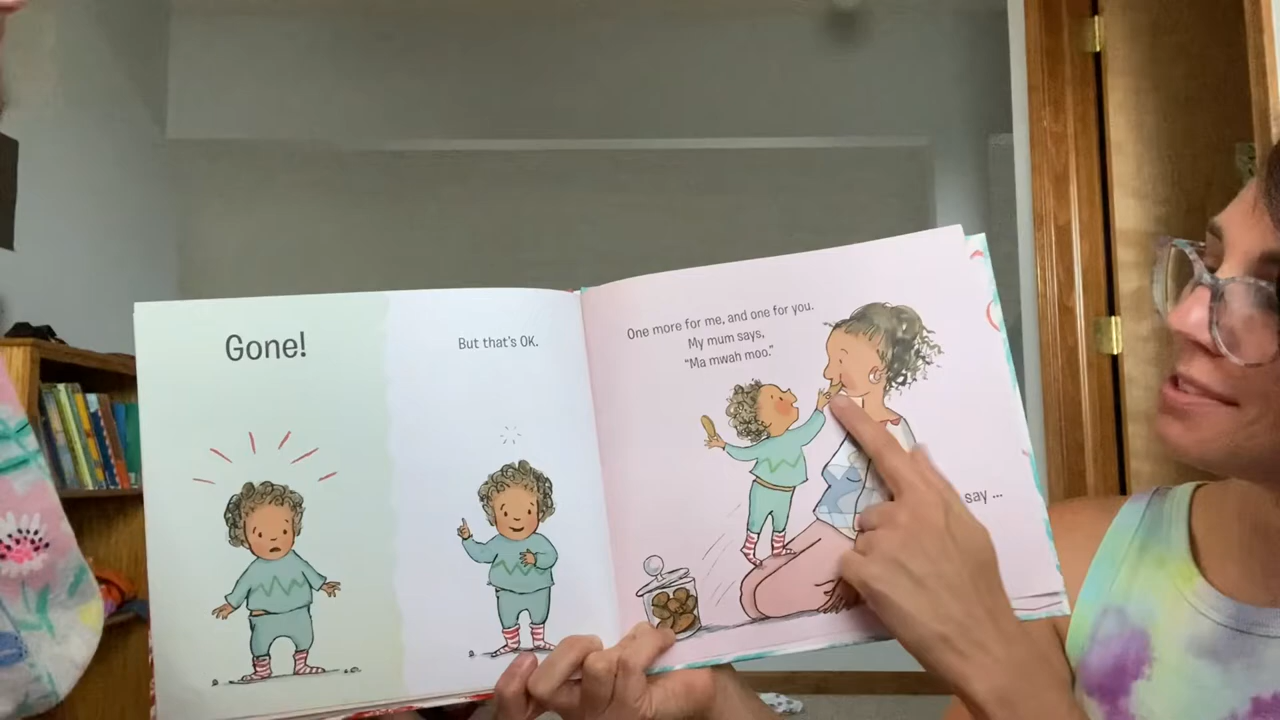 Gone!
But that's OK.
One more for me, and one for you.
My mum says,
"Ma mwah moo."
say ...